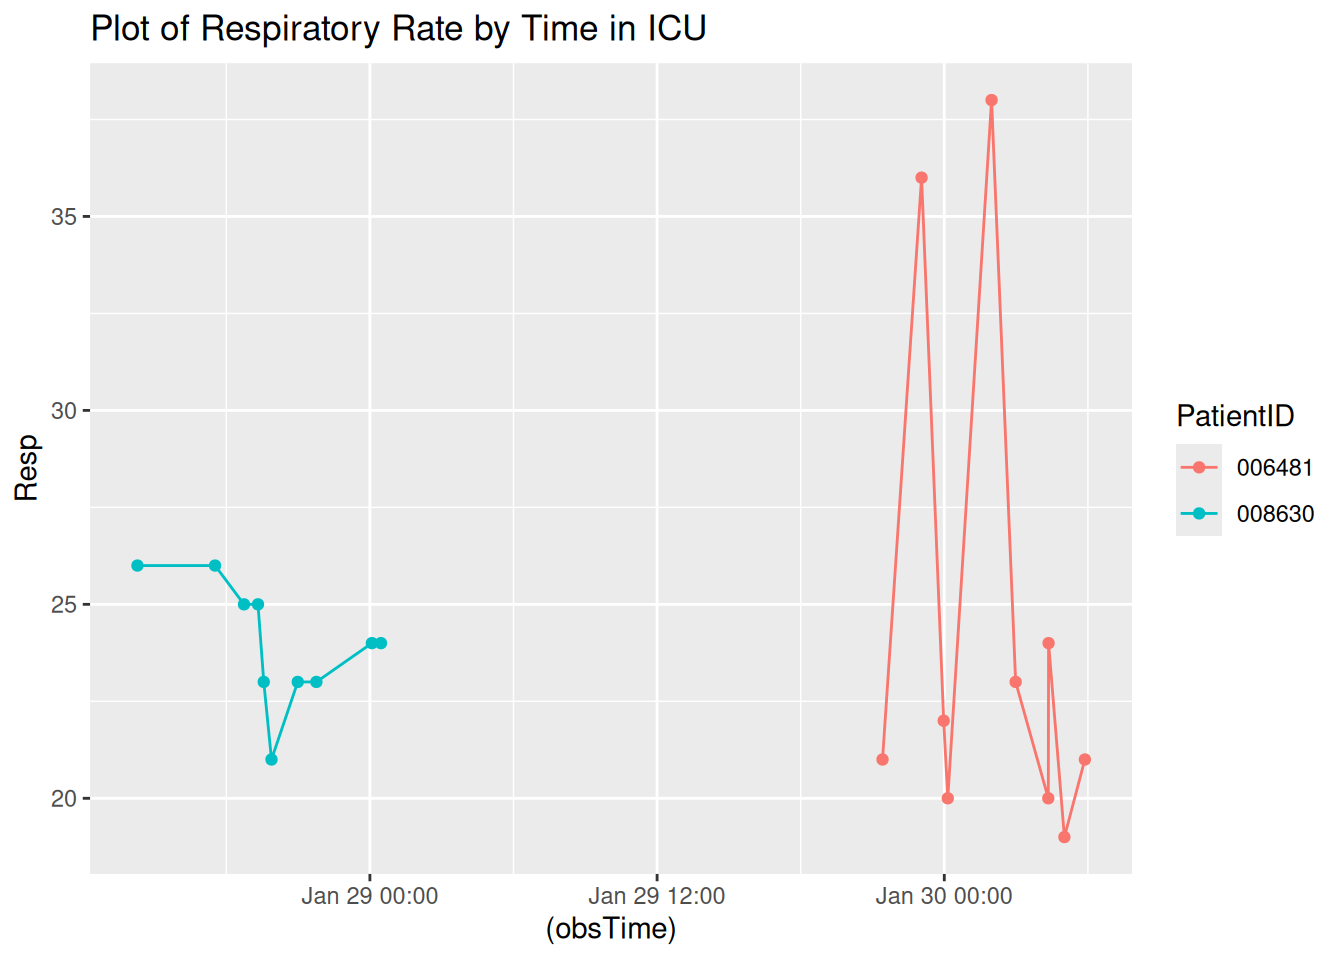 Plot of Respiratory Rate by Time in ICU
35
30
25
20
Resp
Jan 29 00:00
Jan 29 12:00
Jan 30 00:00
(obsTime)
PatientID
006481
008630